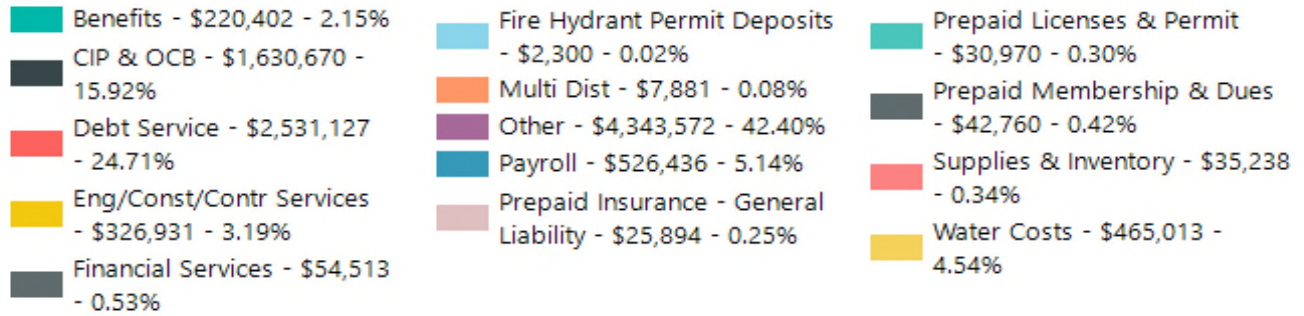 Benefits - $220,402 - 2.15%
CIP & OCB - $1,630,670 -
15.92%
Debt Service - $2,531,127
- 24.71%
Eng/Const/Contr Services
- $326,931 - 3.19%
Financial Services - $54,513
- 0.53%
Fire Hydrant Permit Deposits
- $2,300 - 0.02%
Multi Dist - $7,881 - 0.08%
Other - $4,343,572 - 42.40%
Payroll - $526,436 - 5.14%
Prepaid Insurance - General
Liability - $25,894 - 0.25%
Prepaid Licenses & Permit
- $30,970 - 0.30%
Prepaid Membership & Dues
- $42,760 - 0.42%
Supplies & Inventory - $35,238
- 0.34%
Water Costs - $465,013 -
4.54%